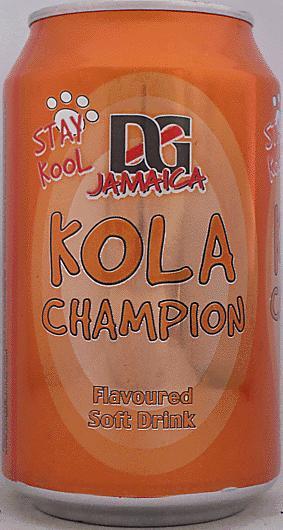 STAY
KOOL
DG
JAMAICA
KOLA
CHAMPION
Flavoured
Soft Drink